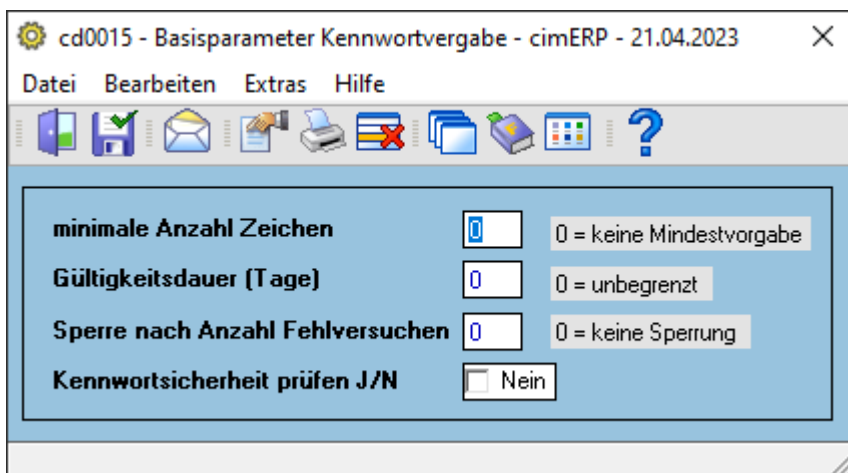 cd0015 - Basisparameter Kennwortvergabe - cimERP - 21.04.2023
Datei Bearbeiten Extras Hilfe
minimale Anzahl Zeichen 0 0 = keine Mindestvorgabe
Gültigkeitsdauer (Tage) 0 0 = unbegrenzt
Sperre nach Anzahl Fehlversuchen 0 0 = keine Sperrung
Kennwortsicherheit prüfen J/N Nein